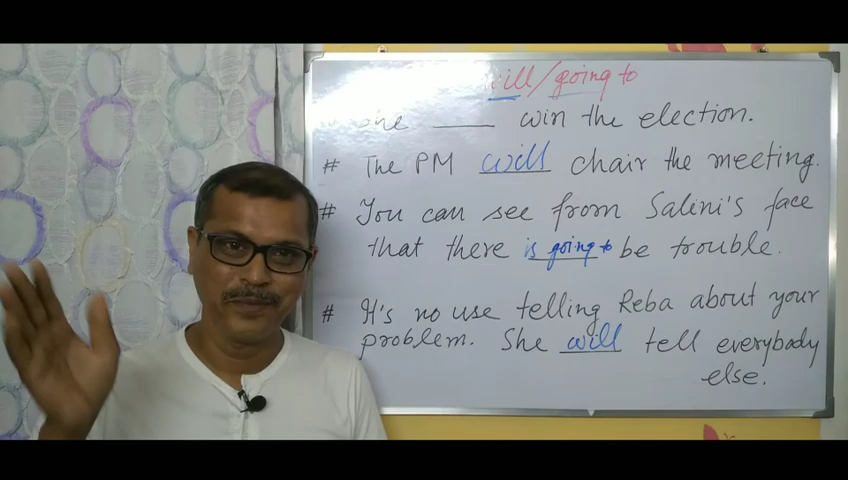 will/going to
____ win the election.
# The PM will chair the meeting.
# You can see from Salini's face
that there is going to be trouble.
# It's no use telling Reba about your
problem. She will tell everybody
else.